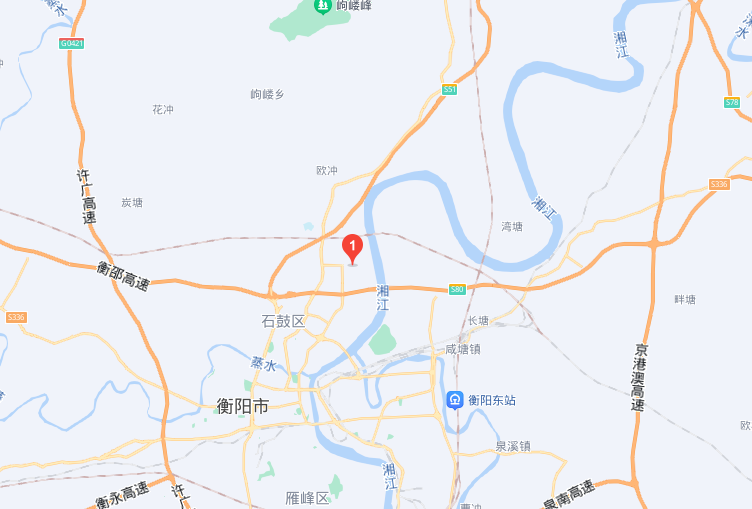 蒸水
岣嵝峰
深水
湘江
G0421
S51
S78
花冲
岣嵝乡
欧冲
S336
许广高速
炭塘
湘江
湾塘
衡邵高速
1
湘江
S80
畔塘
S336
石鼓区
长塘
咸塘镇
京港澳高速
蒸水
衡阳市
衡阳东站
泉溪镇
湘江
衡永高速
许广
雁峰区
泉南高速